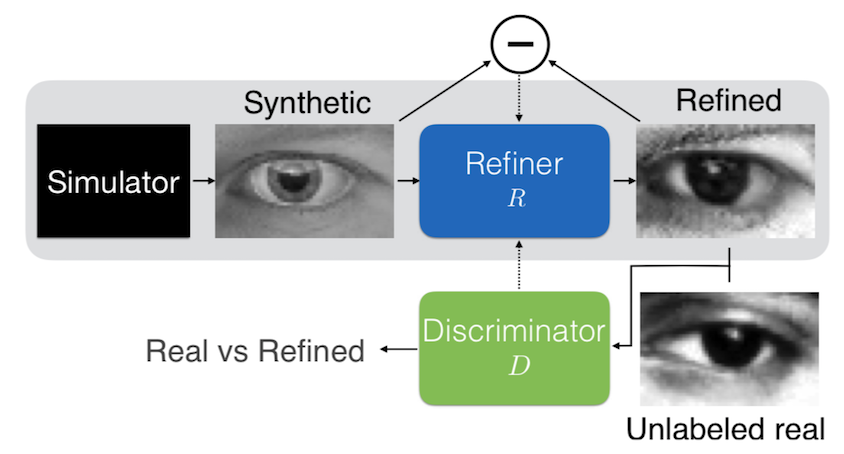 −
Synthetic
Refined
Simulator
Refiner
R
Discriminator
D
Real vs Refined
Unlabeled real